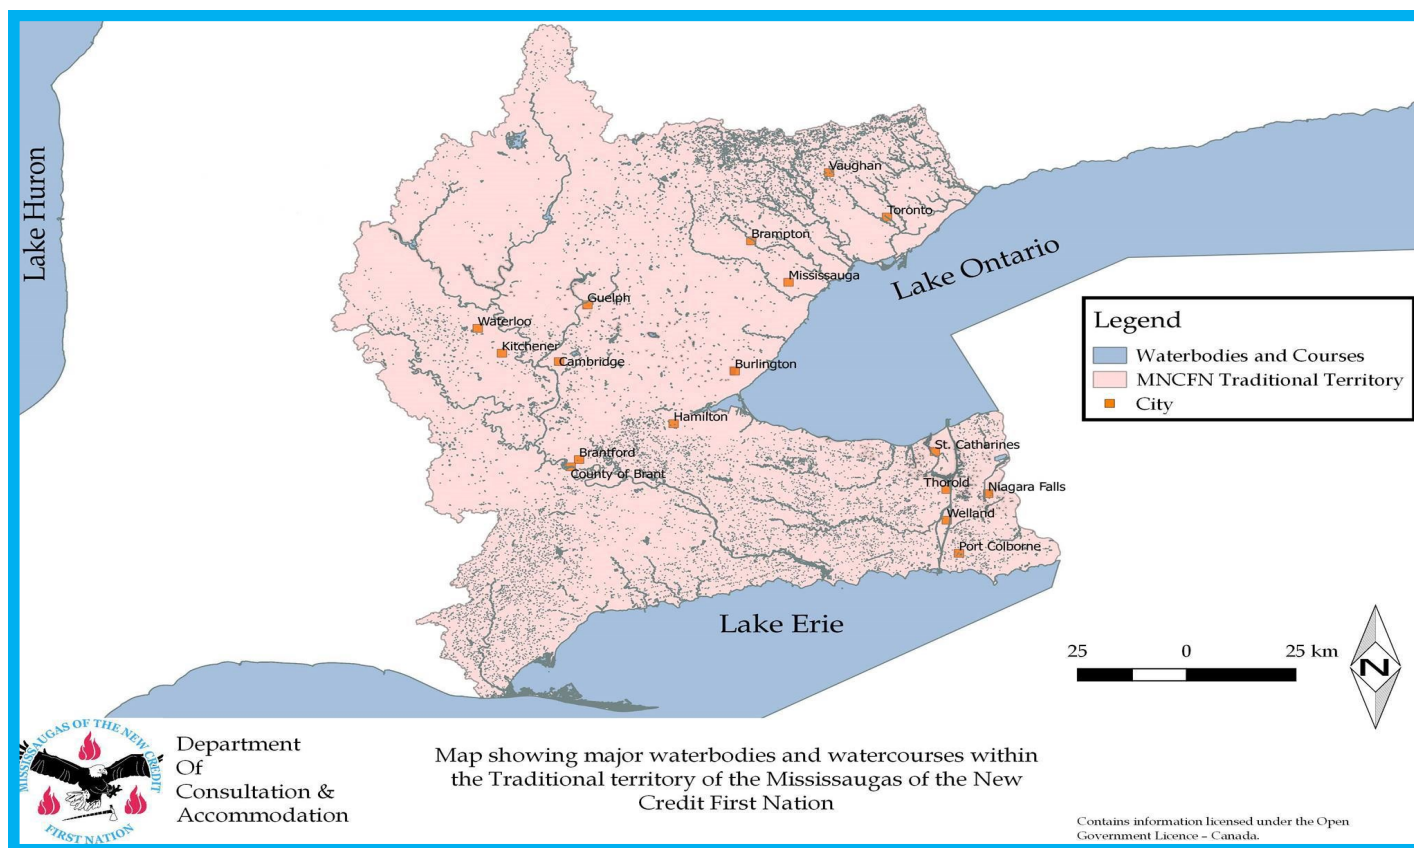 Lake Huron
Vaughan
Toronto
Brampton
Mississauga
Lake Ontario
Guelph
Waterloo
Kitchener
Cambridge
Burlington
Hamilton
Brantford
County of Brant
St. Catharines
Thorold
Niagara Falls
Welland
Port Colborne
Lake Erie
Legend
Waterbodies and Courses
MNCFN Traditional Territory
City
25 0 25 km
N
MISSISSAUGAS OF THE NEW CREDIT
FIRST NATION
Department
Of
Consultation &
Accommodation
Map showing major waterbodies and watercourses within
the Traditional territory of the Mississaugas of the New
Credit First Nation
Contains information licensed under the Open
Government Licence – Canada.